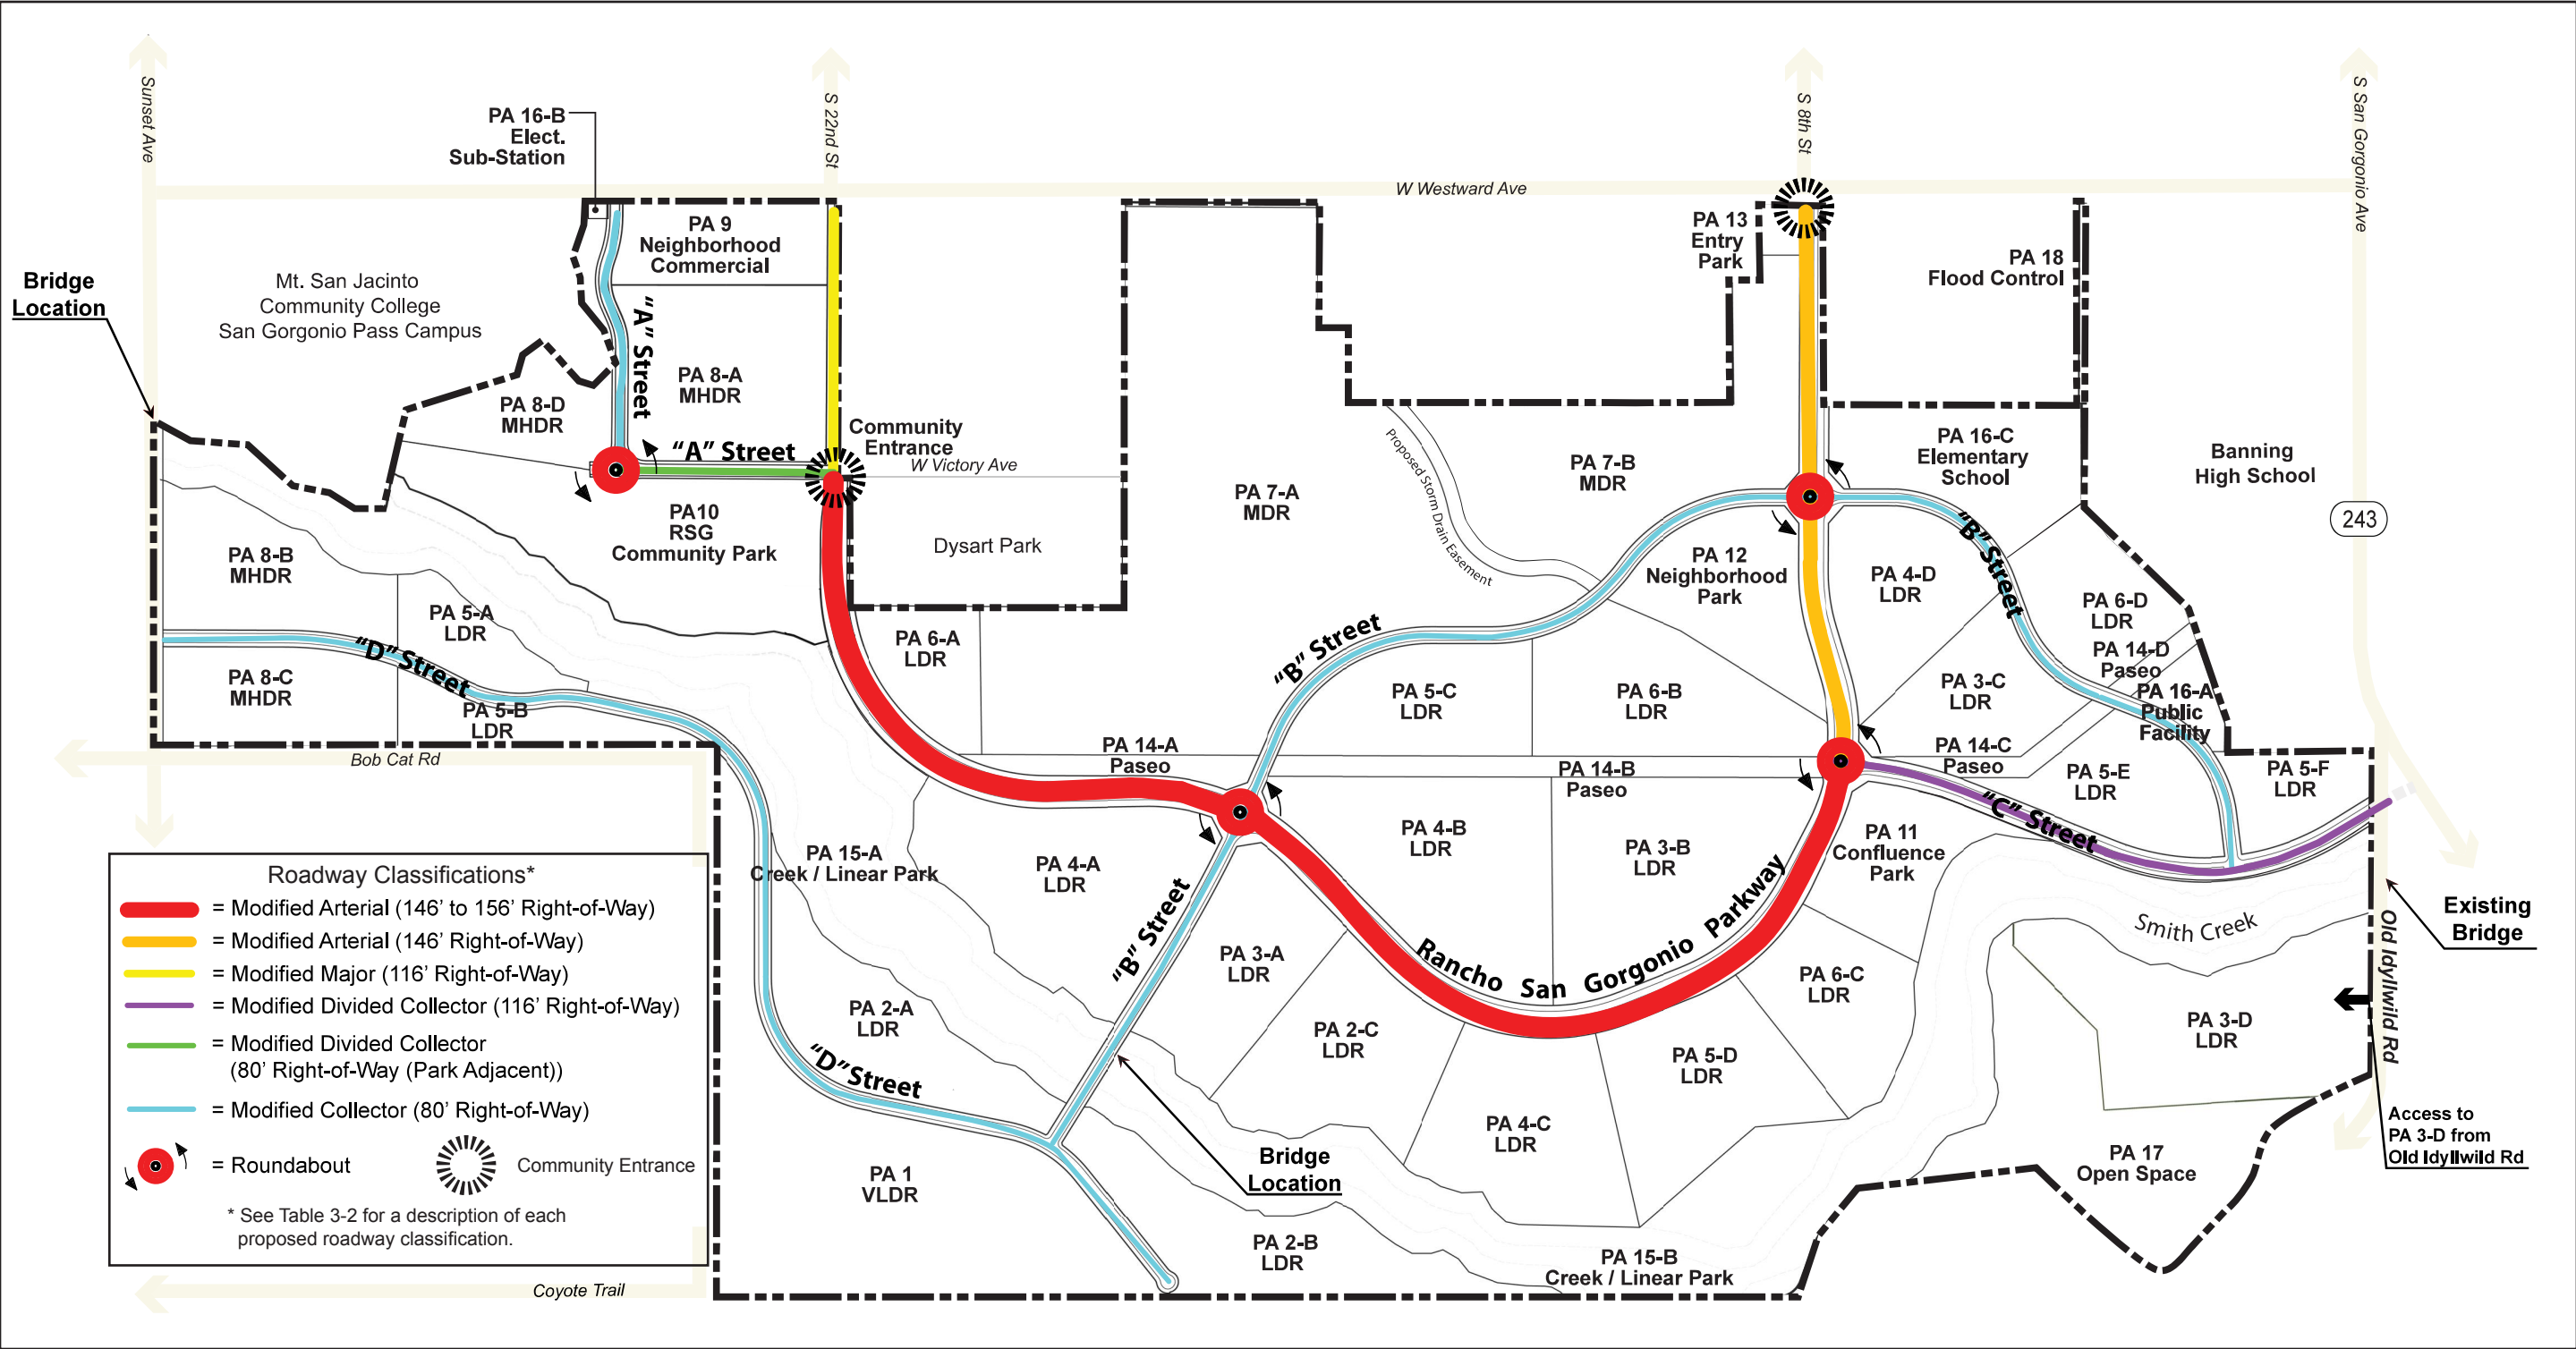 Sunset Ave
S 22nd St
S 8th St
S San Gorgonio Ave
PA 16-B
Elect.
Sub-Station
W Westward Ave
PA 9
Neighborhood
Commercial
PA 13
Entry
Park
PA 18
Flood Control
Bridge
Location
Mt. San Jacinto
Community College
San Gorgonio Pass Campus
"A" Street
PA 8-A
MHDR
PA 8-D
MHDR
Community
Entrance
"A" Street
W Victory Ave
Proposed Storm Drain Easement
PA 7-B
MDR
PA 16-C
Elementary
School
Banning
High School
243
PA 7-A
MDR
PA10
RSG
Community Park
Dysart Park
"B" Street
PA 8-B
MHDR
PA 12
Neighborhood
Park
PA 4-D
LDR
PA 5-A
LDR
PA 6-D
LDR
PA 6-A
LDR
"B" Street
"D" Street
PA 14-D
Paseo
PA 8-C
MHDR
PA 5-B
LDR
PA 5-C
LDR
PA 6-B
LDR
PA 3-C
LDR
PA 16-A
Public
Facility
Bob Cat Rd
PA 14-A
Paseo
PA 14-B
Paseo
PA 14-C
Paseo
PA 5-E
LDR
PA 5-F
LDR
"C" Street
PA 15-A
Creek / Linear Park
PA 4-A
LDR
PA 4-B
LDR
PA 3-B
LDR
PA 11
Confluence
Park
Rancho San Gorgonio Parkway
"B" Street
Smith Creek
Existing
Bridge
Old Idyllwild Rd
PA 3-A
LDR
PA 6-C
LDR
PA 2-A
LDR
PA 2-C
LDR
PA 3-D
LDR
"D" Street
PA 5-D
LDR
PA 4-C
LDR
Access to
PA 3-D from
Old Idyllwild Rd
PA 1
VLDR
Bridge
Location
PA 17
Open Space
PA 2-B
LDR
PA 15-B
Creek / Linear Park
Coyote Trail
Roadway Classifications*
= Modified Arterial (146' to 156' Right-of-Way)
= Modified Arterial (146' Right-of-Way)
= Modified Major (116' Right-of-Way)
= Modified Divided Collector (116' Right-of-Way)
= Modified Divided Collector
(80' Right-of-Way (Park Adjacent))
= Modified Collector (80' Right-of-Way)
= Roundabout
Community Entrance
* See Table 3-2 for a description of each
proposed roadway classification.